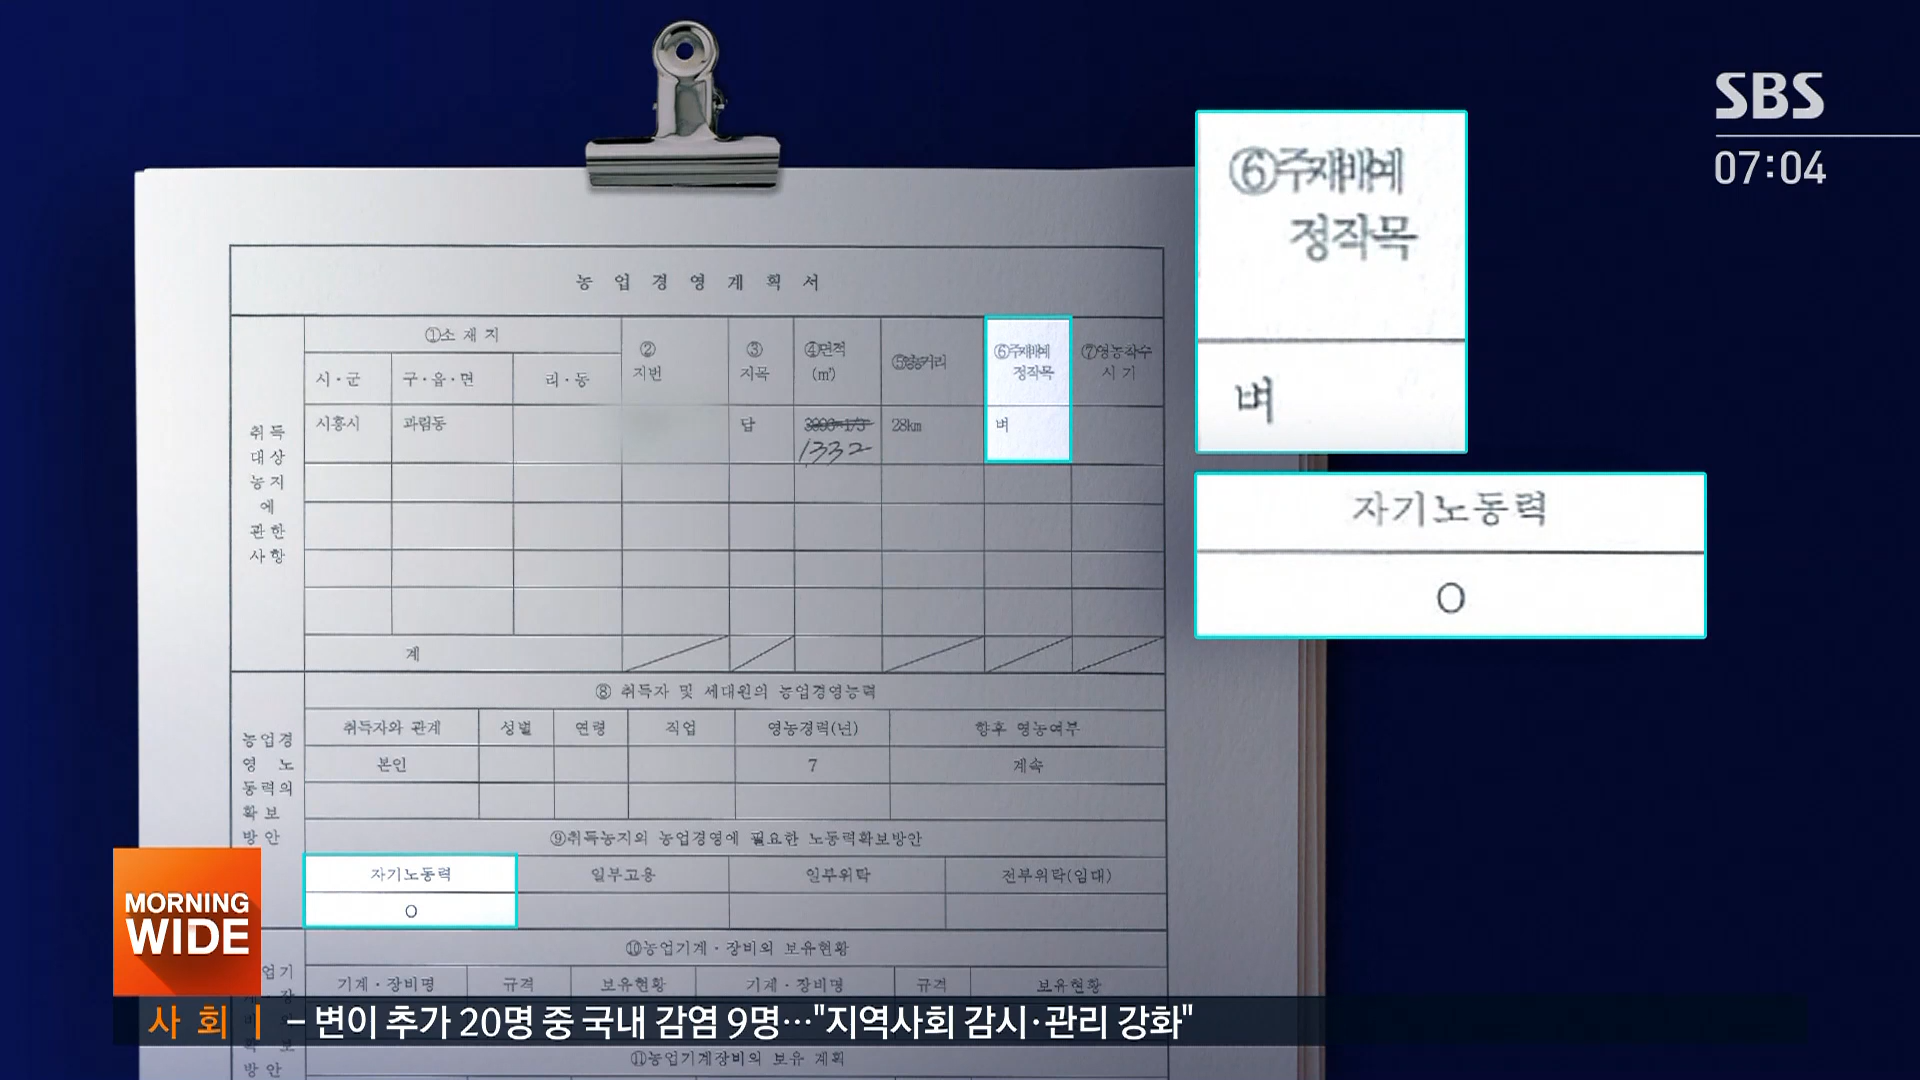 SBS
07:04
⑥주재배예
정작목
벼
자기노동력
O
농 업 경 영 계 획 서
취 득
대 상
농 지
에
관 한
사 항
①소 재 지
②
지번
③
지목
④면적
(㎡)
⑤영농거리
⑥주재배예
정작목
⑦영농착수
시 기
시·군
구·읍·면
리·동
시흥시
과림동
답
1332
28km
벼
계
농업경
영 노
동력의
확 보
방 안
⑧ 취득자 및 세대원의 농업경영능력
취득자와 관계
성별
연령
직업
영농경력(년)
향후 영농여부
본인
7
계속
⑨취득농지의 농업경영에 필요한 노동력확보방안
자기노동력
일부고용
일부위탁
전부위탁(임대)
O
⑩농업기계·장비의 보유현황
기계·장비명
규격
보유현황
기계·장비명
규격
보유현황
업기
방 안
⑪농업기계장비의 보유 계획
MORNING
WIDE
사 회 | – 변이 추가 20명 중 국내 감염 9명…"지역사회 감시·관리 강화"